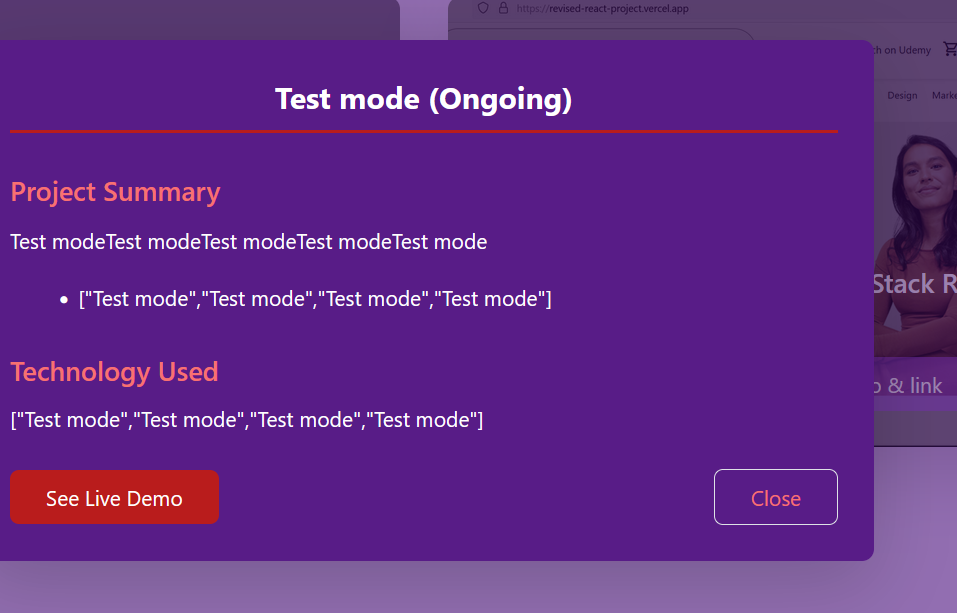 https://revised-react-project.vercel.app
ch on Udemy
Test mode (Ongoing)
Design
Project Summary
Test modeTest modeTest modeTest modeTest mode
Stack R
• ["Test mode","Test mode","Test mode","Test mode"]
Technology Used
& link
["Test mode","Test mode","Test mode","Test mode"]
See Live Demo
Close